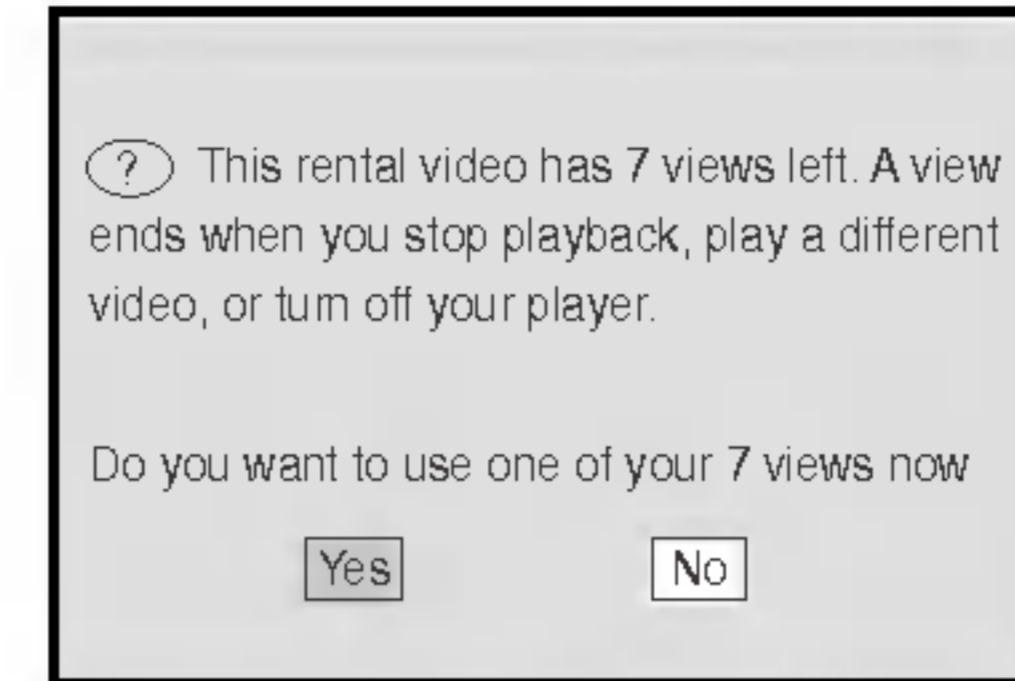 ? This rental video has 7 views left. A view
ends when you stop playback, play a different
video, or turn off your player.
Do you want to use one of your 7 views now
Yes No